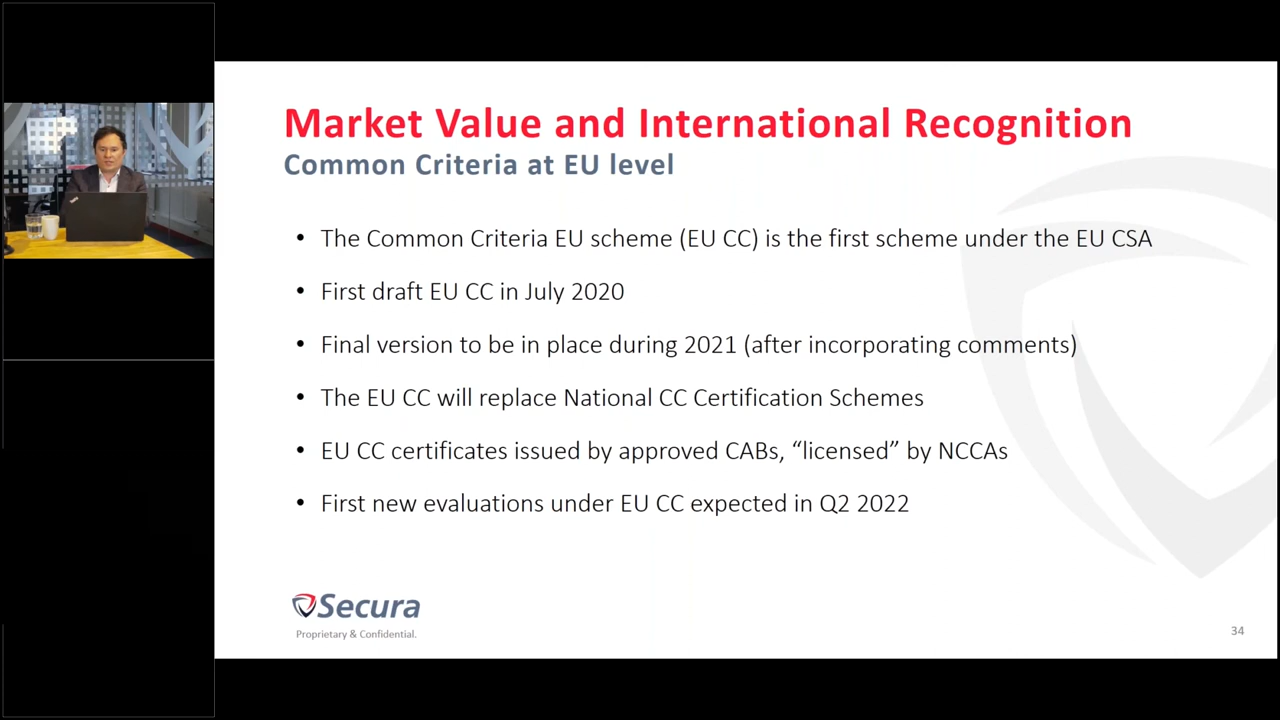 Market Value and International Recognition
Common Criteria at EU level
• The Common Criteria EU scheme (EU CC) is the first scheme under the EU CSA
• First draft EU CC in July 2020
• Final version to be in place during 2021 (after incorporating comments)
• The EU CC will replace National CC Certification Schemes
• EU CC certificates issued by approved CABs, “licensed” by NCCAs
• First new evaluations under EU CC expected in Q2 2022
Secura
Proprietary & Confidential.
34